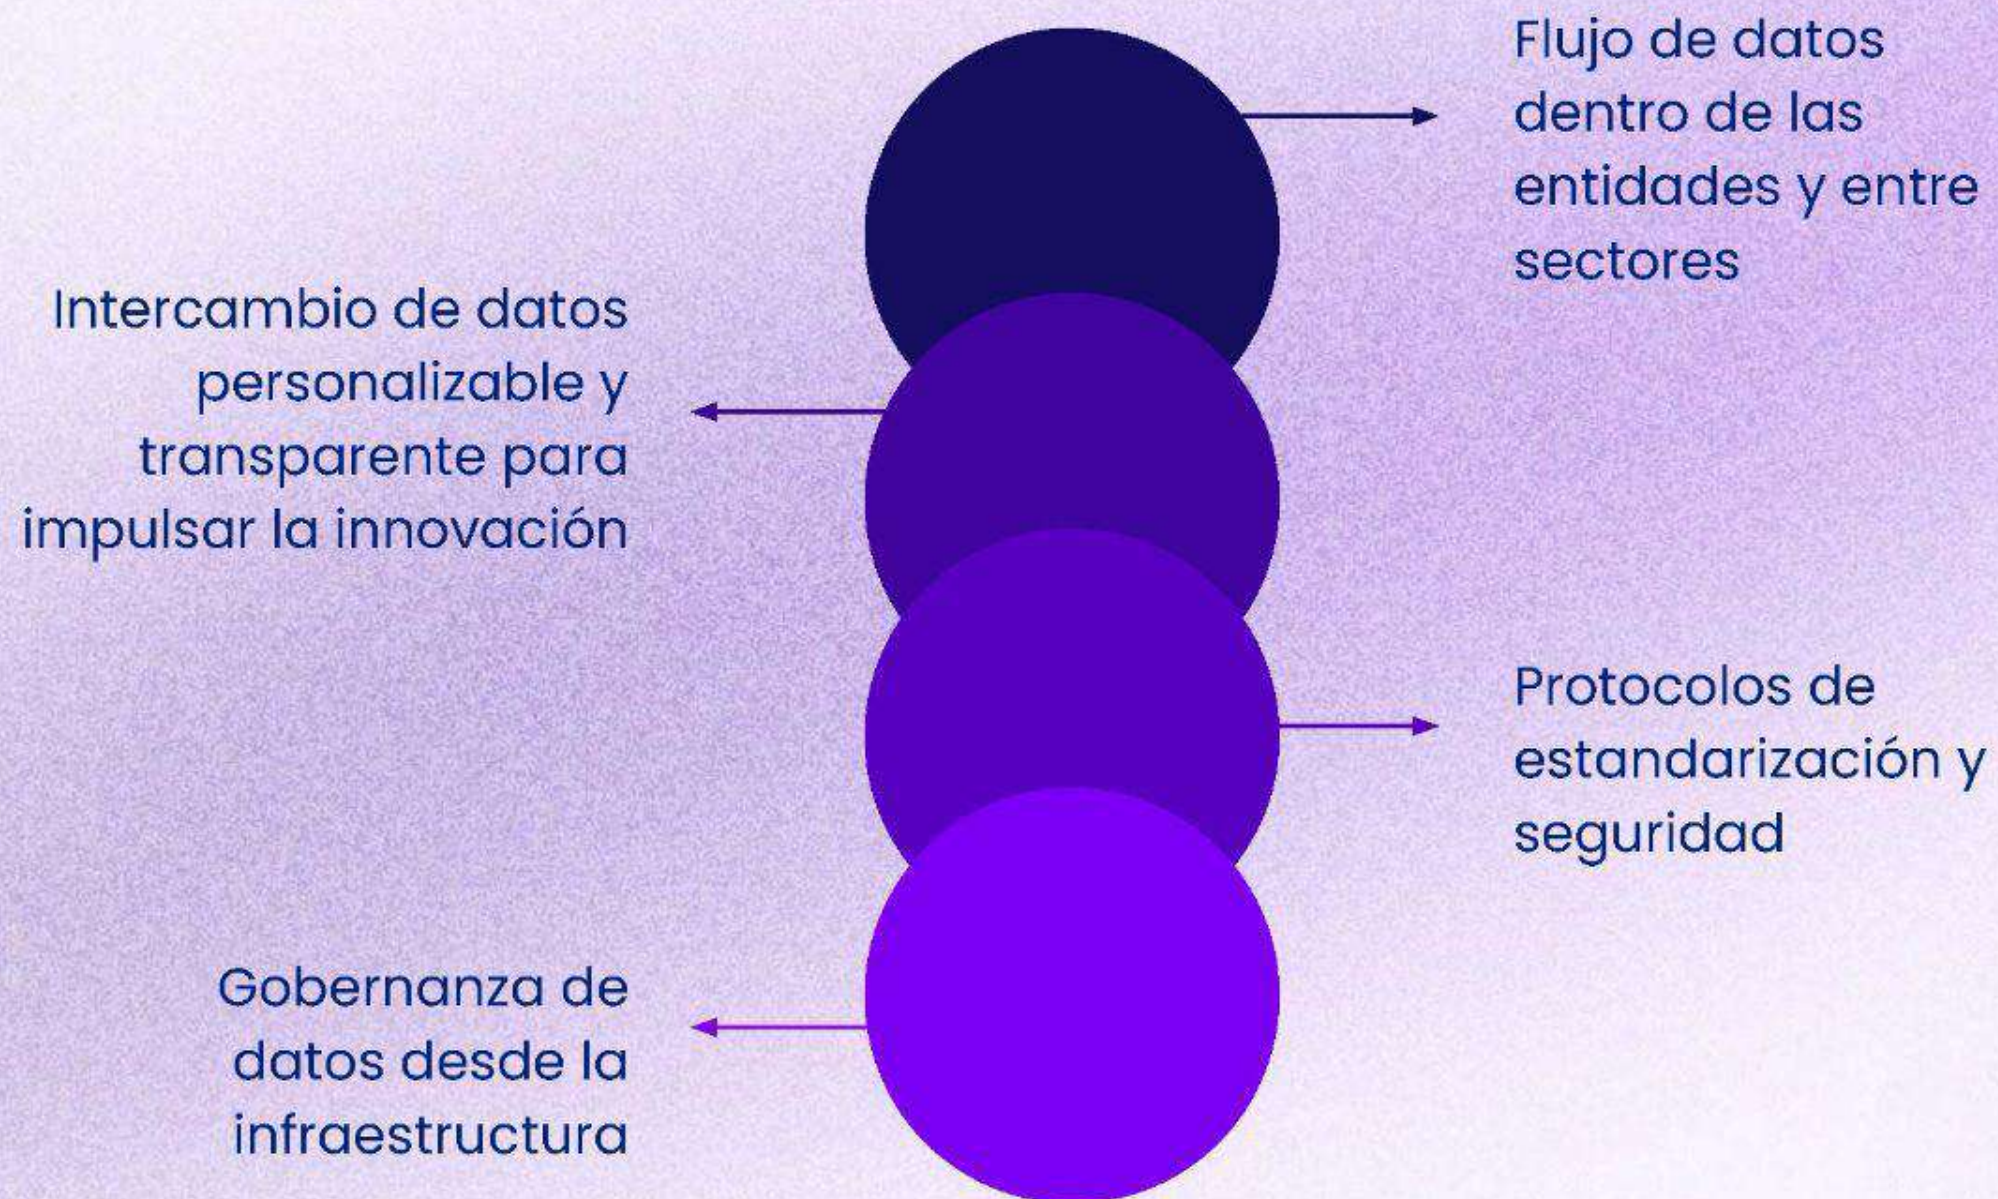 Flujo de datos
dentro de las
entidades y entre
sectores
Intercambio de datos
personalizable y
transparente para
impulsar la innovación
Protocolos de
estandarización y
seguridad
Gobernanza de
datos desde la
infraestructura